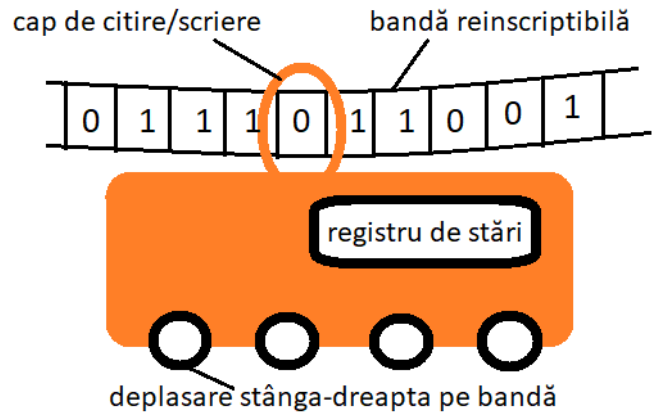 cap de citire/scriere
bandă reinscriptibilă
0 1 1 1 0 1 1 0 0 1
registru de stări
deplasare stânga-dreapta pe bandă